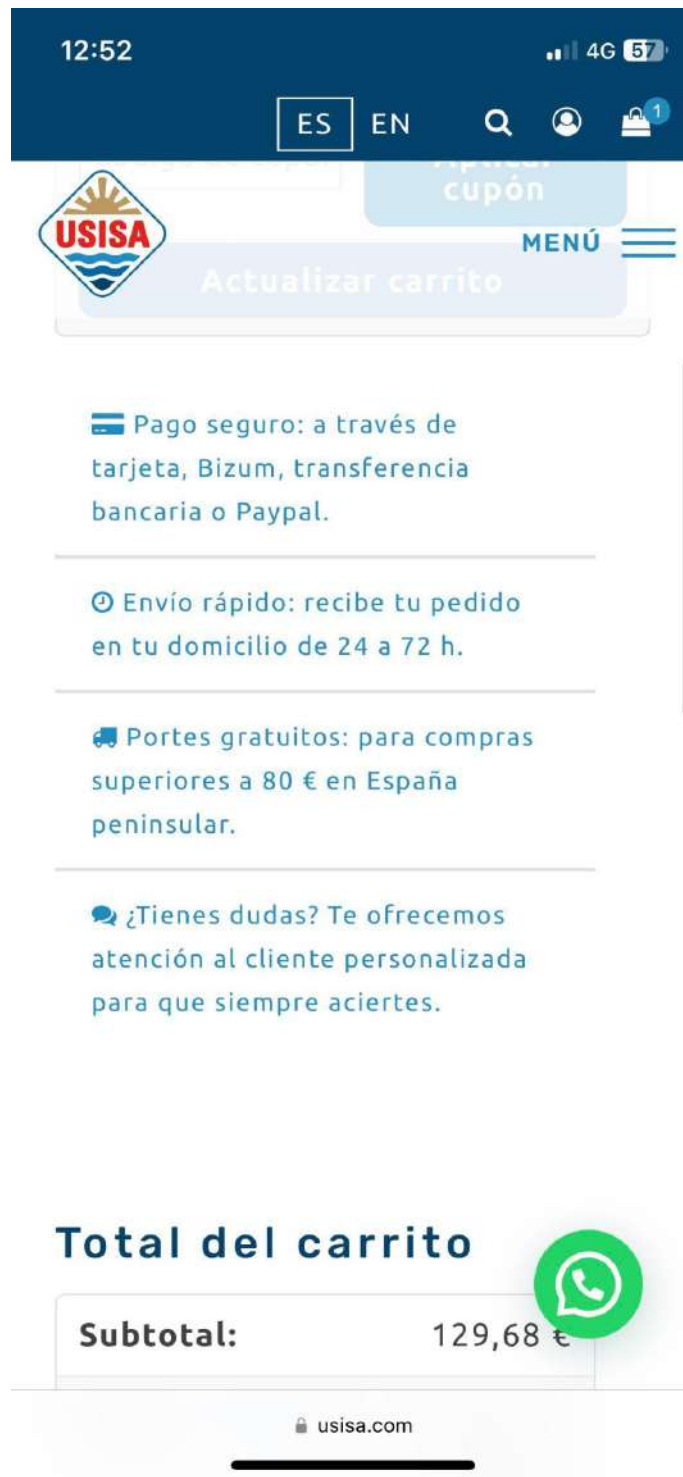 12:52
4G 57
ES EN
1
Aplicar
cupón
USISA
MENÚ
Actualizar carrito
Pago seguro: a través de
tarjeta, Bizum, transferencia
bancaria o Paypal.
Envío rápido: recibe tu pedido
en tu domicilio de 24 a 72 h.
Portes gratuitos: para compras
superiores a 80 € en España
peninsular.
¿Tienes dudas? Te ofrecemos
atención al cliente personalizada
para que siempre aciertes.
Total del carrito
Subtotal: 129,68 €
usisa.com